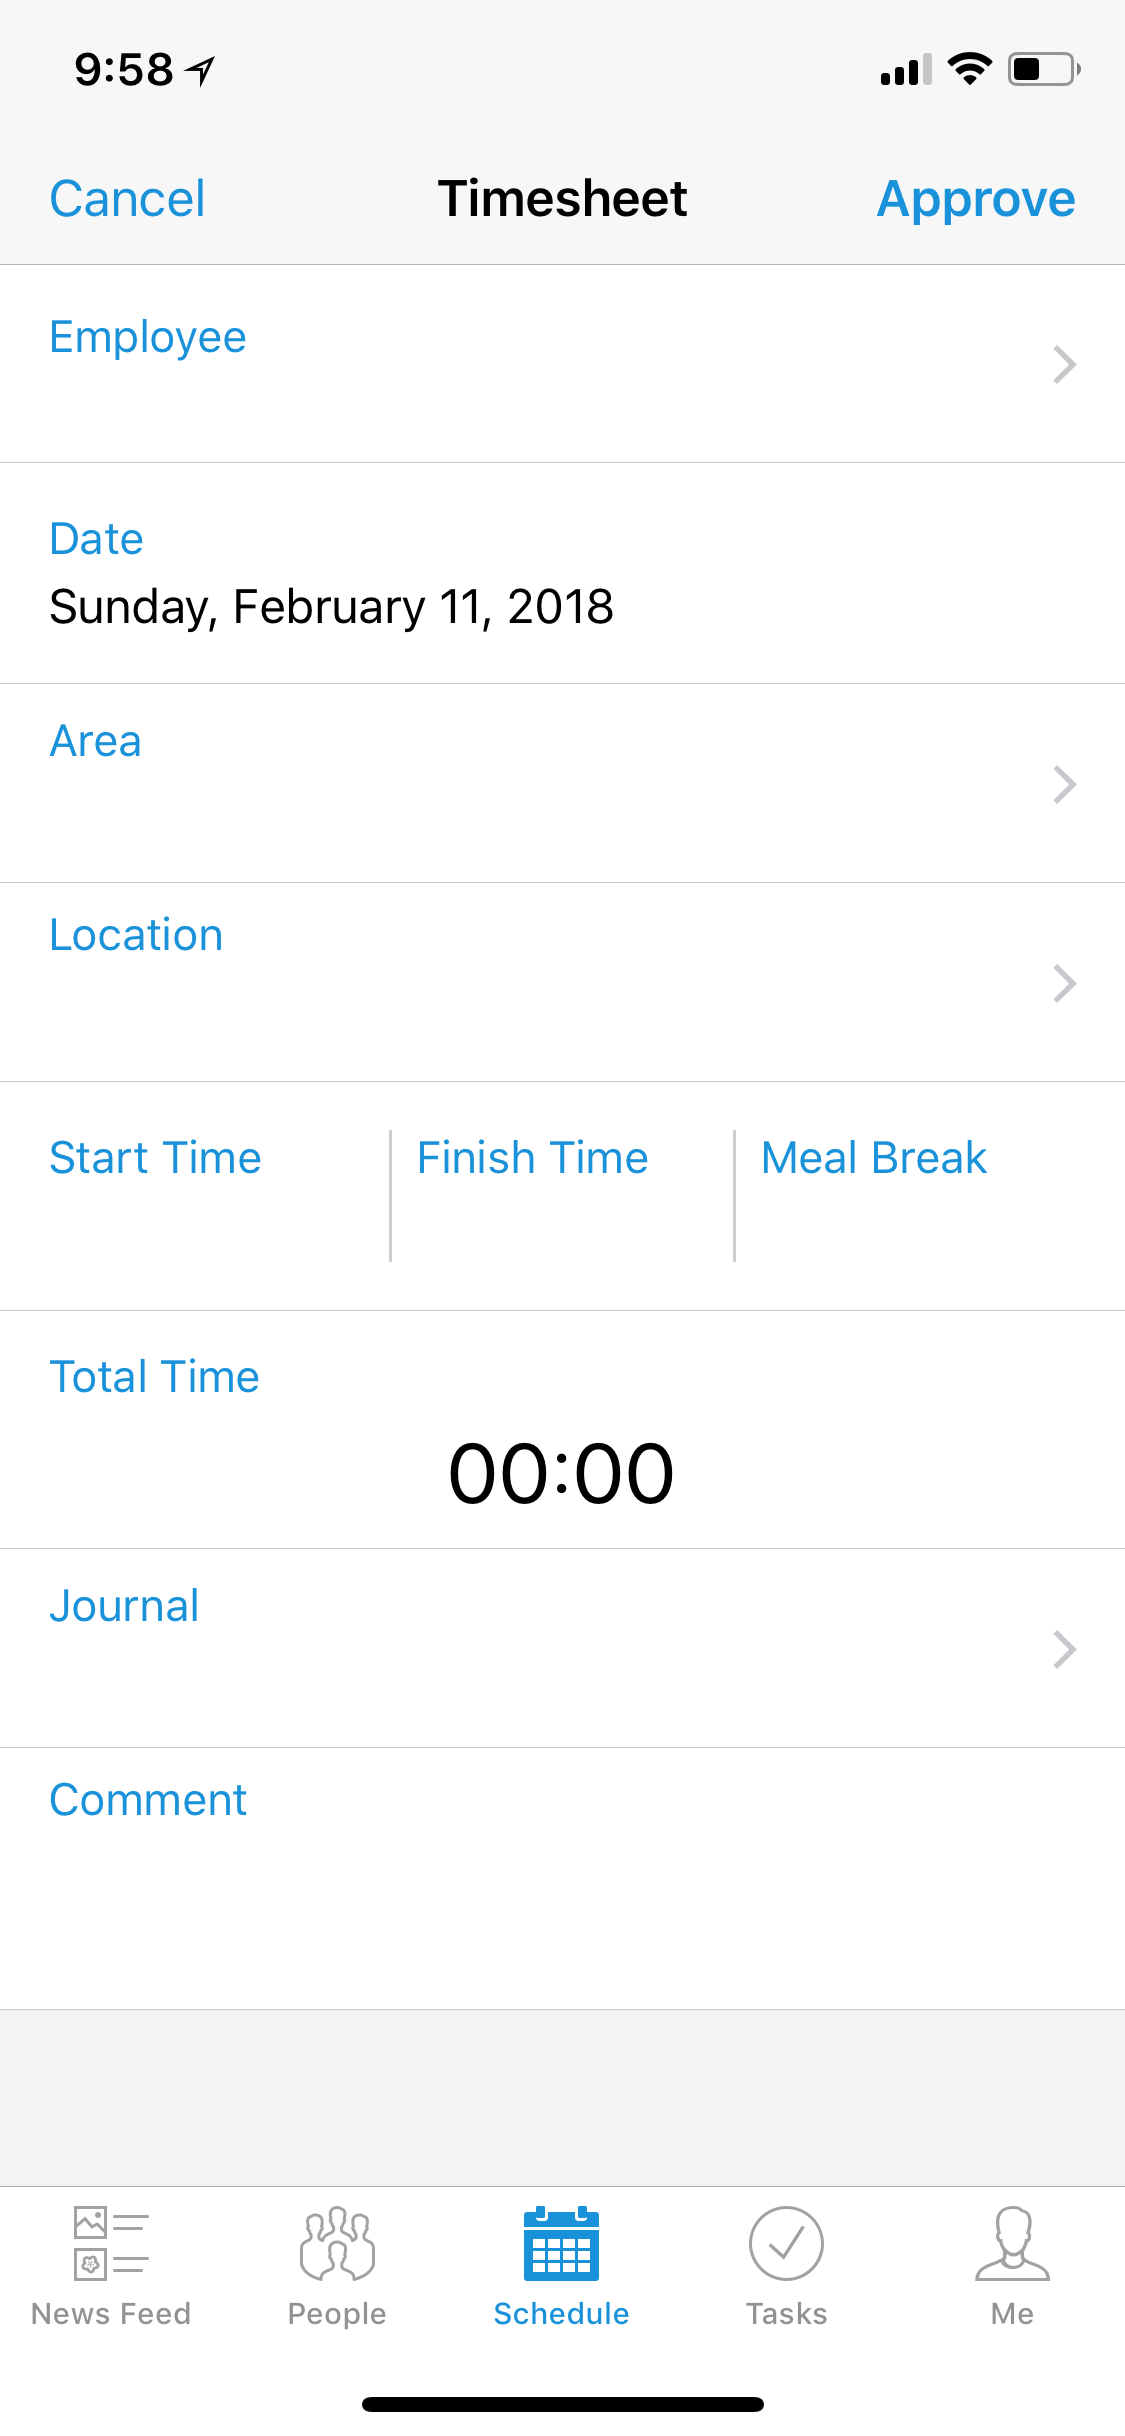 9:58
Cancel Timesheet Approve
Employee
Date
Sunday, February 11, 2018
Area
Location
Start Time Finish Time Meal Break
Total Time
00:00
Journal
Comment
News Feed People Schedule Tasks Me